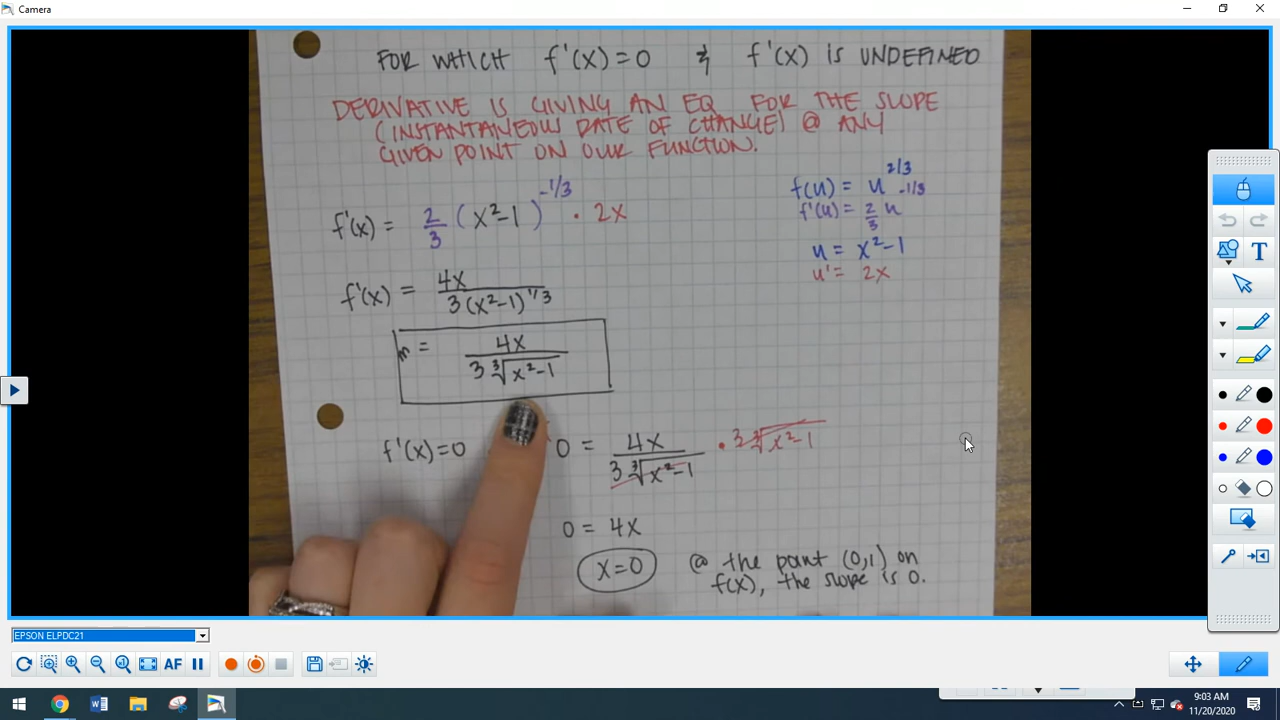 Camera
FOR WHICH f'(x)=0 & f'(x) IS UNDEFINED
DERIVATIVE IS GIVING AN EQ FOR THE SLOPE
(INSTANTANEOUS RATE OF CHANGE) @ ANY
GIVEN POINT ON OUR FUNCTION.
f(u) = u^2/3
f'(u) = 2/3 u^-1/3
u = x²-1
u' = 2x
f'(x) = 2/3 (x²-1)^-1/3 · 2x
f'(x) = 4x / 3(x²-1)^1/3
m = 4x / 3∛x²-1
f'(x)=0 0 = 4x / 3∛x²-1 · 3∛x²-1
0 = 4x
x=0 @ the point (0,1) on
f(x), the slope is 0.
EPSON ELPDC21
AF
T
9:03 AM
11/20/2020